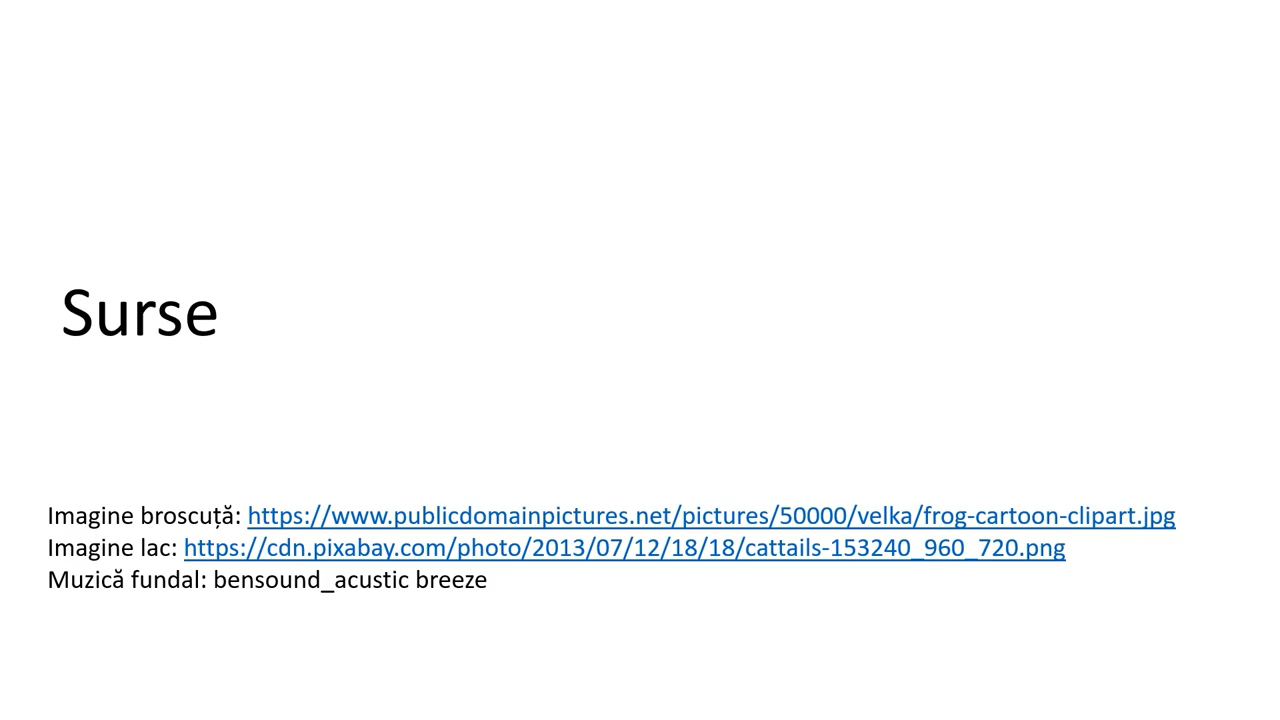 Surse
Imagine broscuță: https://www.publicdomainpictures.net/pictures/50000/velka/frog-cartoon-clipart.jpg
Imagine lac: https://cdn.pixabay.com/photo/2013/07/12/18/18/cattails-153240_960_720.png
Muzică fundal: bensound_acustic breeze